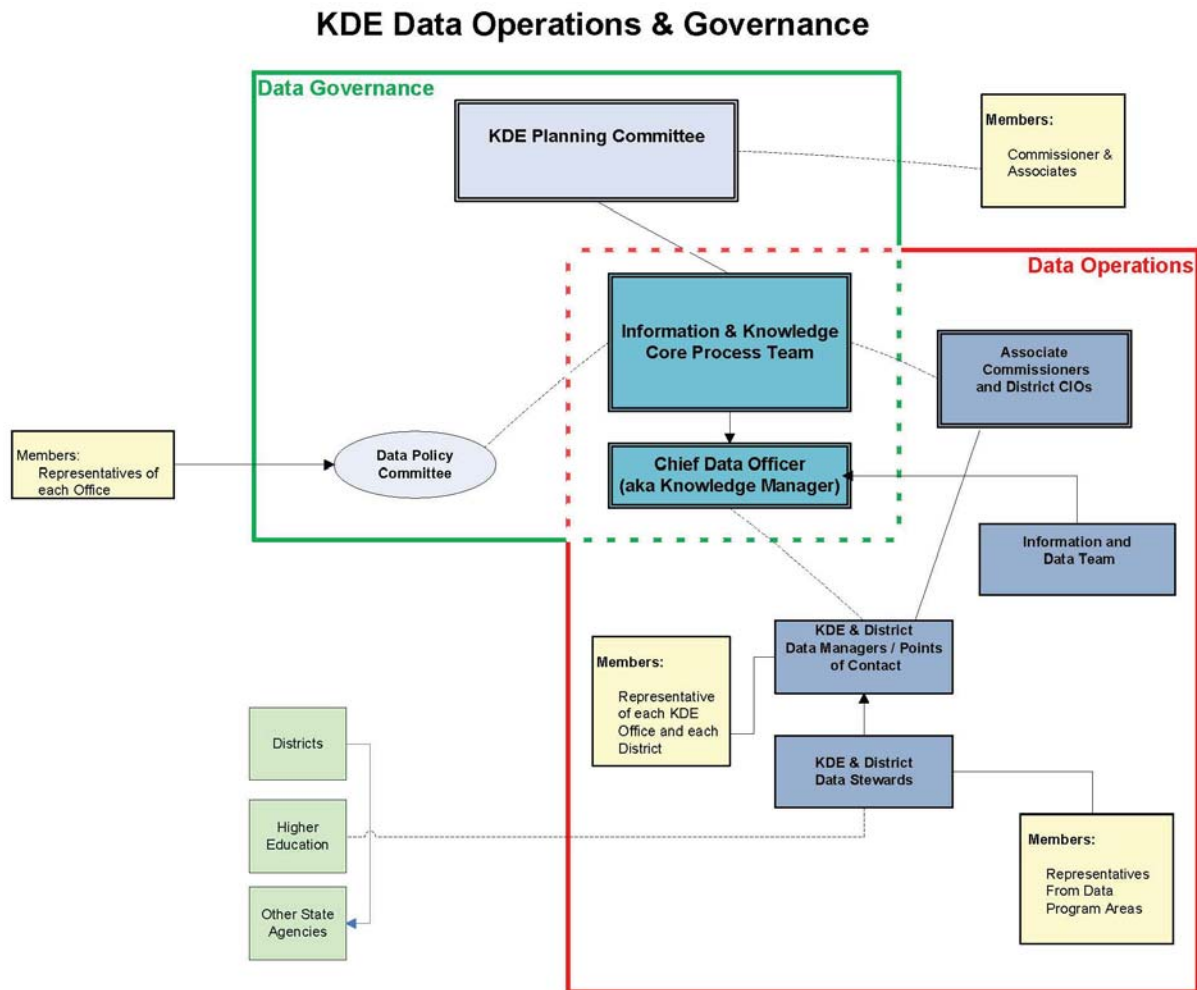 KDE Data Operations & Governance
Data Governance
KDE Planning Committee
Members:
Commissioner &
Associates
Data Operations
Information & Knowledge
Core Process Team
Associate
Commissioners
and District CIOs
Members:
Representatives of
each Office
Data Policy
Committee
Chief Data Officer
(aka Knowledge Manager)
Information and
Data Team
KDE & District
Data Managers / Points
of Contact
Members:
Representative
of each KDE
Office and each
District
Districts
KDE & District
Data Stewards
Higher
Education
Members:
Representatives
From Data
Program Areas
Other State
Agencies